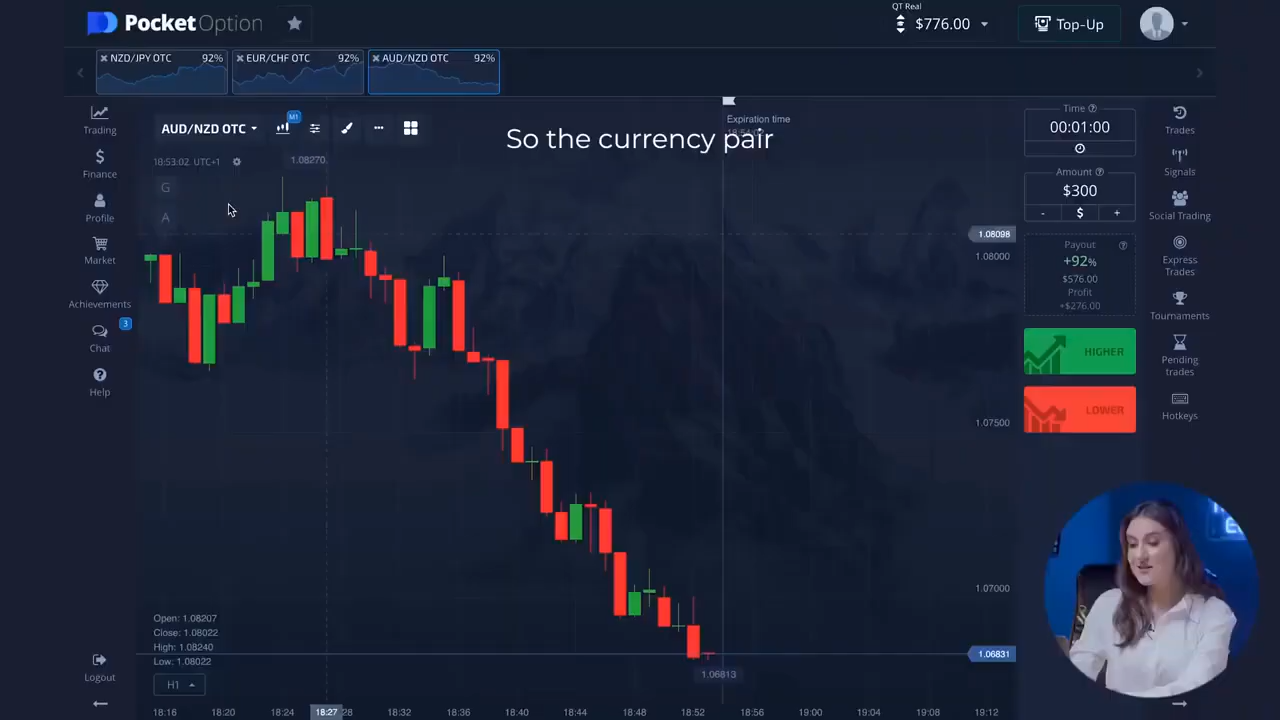 PocketOption
QT Real
$776.00
Top-Up
NZD/JPY OTC 92%
EUR/CHF OTC 92%
AUD/NZD OTC 92%
Trading
Finance
Profile
Market
Achievements
3
Chat
Help
Logout
AUD/NZD OTC
M1
18:53:02 UTC+1
G
A
1.08270
So the currency pair
Expiration time
1.08098
1.08000
1.07500
1.07000
1.06831
1.06813
Open: 1.08207
Close: 1.08022
High: 1.08240
Low: 1.08022
H1
18:16 18:20 18:24 18:27 28 18:32 18:36 18:40 18:44 18:48 18:52 18:56 19:00 19:04 19:08 19:12
Time
00:01:00
Amount
$300
- $ +
Payout
+92%
$576.00
Profit
+$276.00
HIGHER
LOWER
Trades
Signals
Social Trading
Express
Trades
Tournaments
Pending
trades
Hotkeys